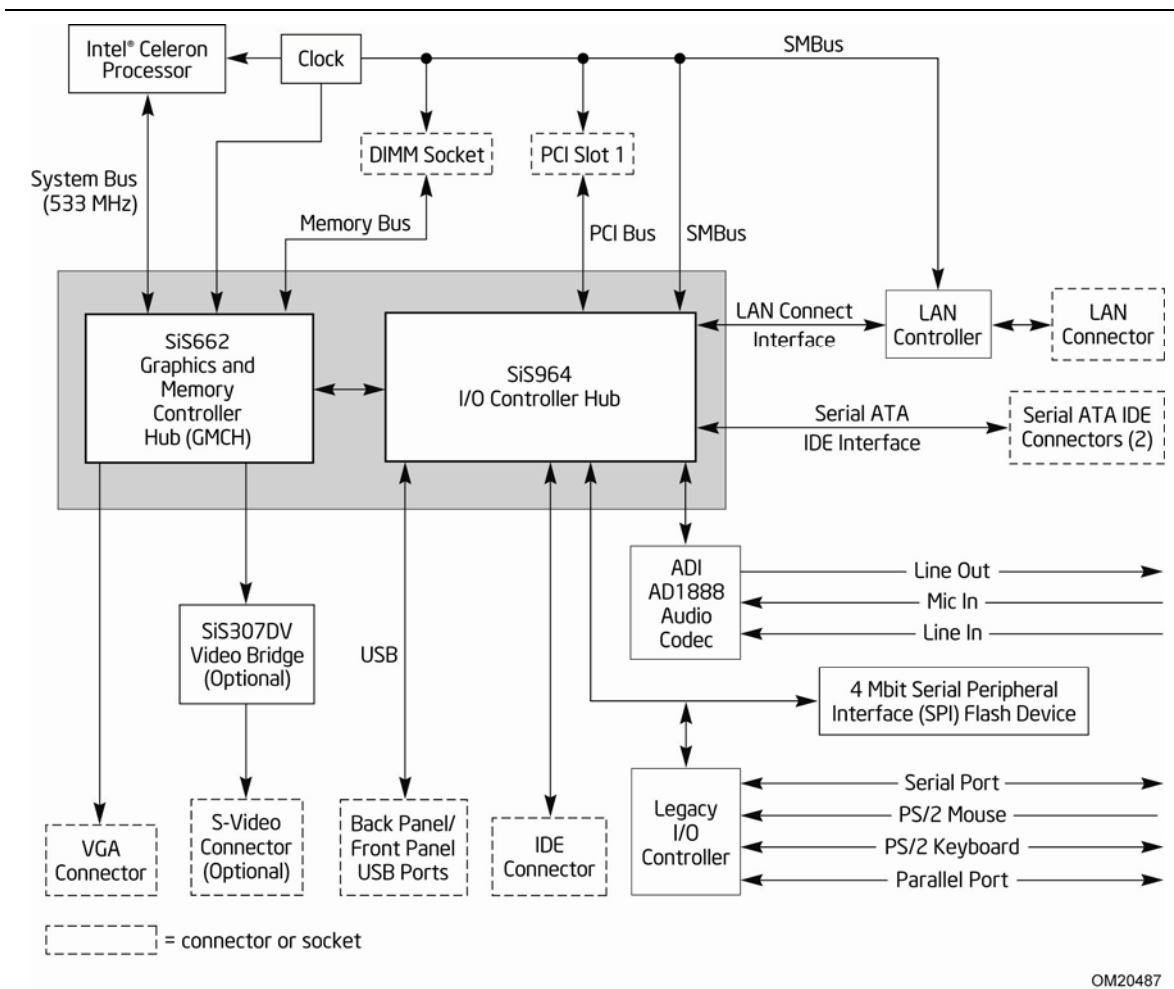 Intel® Celeron
Processor
Clock
SMBus
DIMM Socket
PCI Slot 1
System Bus
(533 MHz)
Memory Bus
PCI Bus
SMBus
SiS662
Graphics and
Memory
Controller
Hub (GMCH)
SiS964
I/O Controller Hub
LAN Connect
Interface
LAN
Controller
LAN
Connector
Serial ATA
IDE Interface
Serial ATA IDE
Connectors (2)
ADI
AD1888
Audio
Codec
Line Out
Mic In
Line In
SiS307DV
Video Bridge
(Optional)
USB
4 Mbit Serial Peripheral
Interface (SPI) Flash Device
VGA
Connector
S-Video
Connector
(Optional)
Back Panel/
Front Panel
USB Ports
IDE
Connector
Legacy
I/O
Controller
Serial Port
PS/2 Mouse
PS/2 Keyboard
Parallel Port
= connector or socket
OM20487